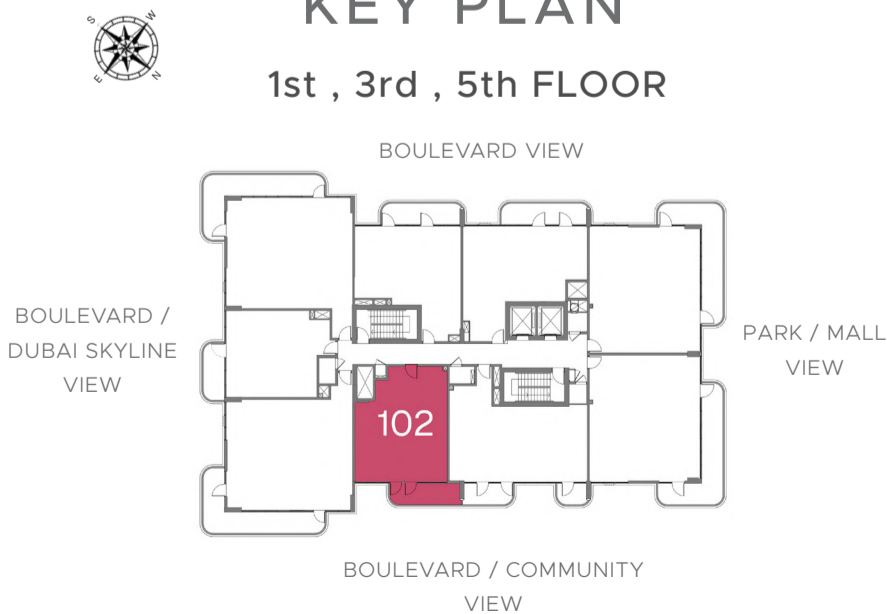 KEY PLAN
S W
E N
1st , 3rd , 5th FLOOR
BOULEVARD VIEW
BOULEVARD /
DUBAI SKYLINE
VIEW
PARK / MALL
VIEW
102
BOULEVARD / COMMUNITY
VIEW